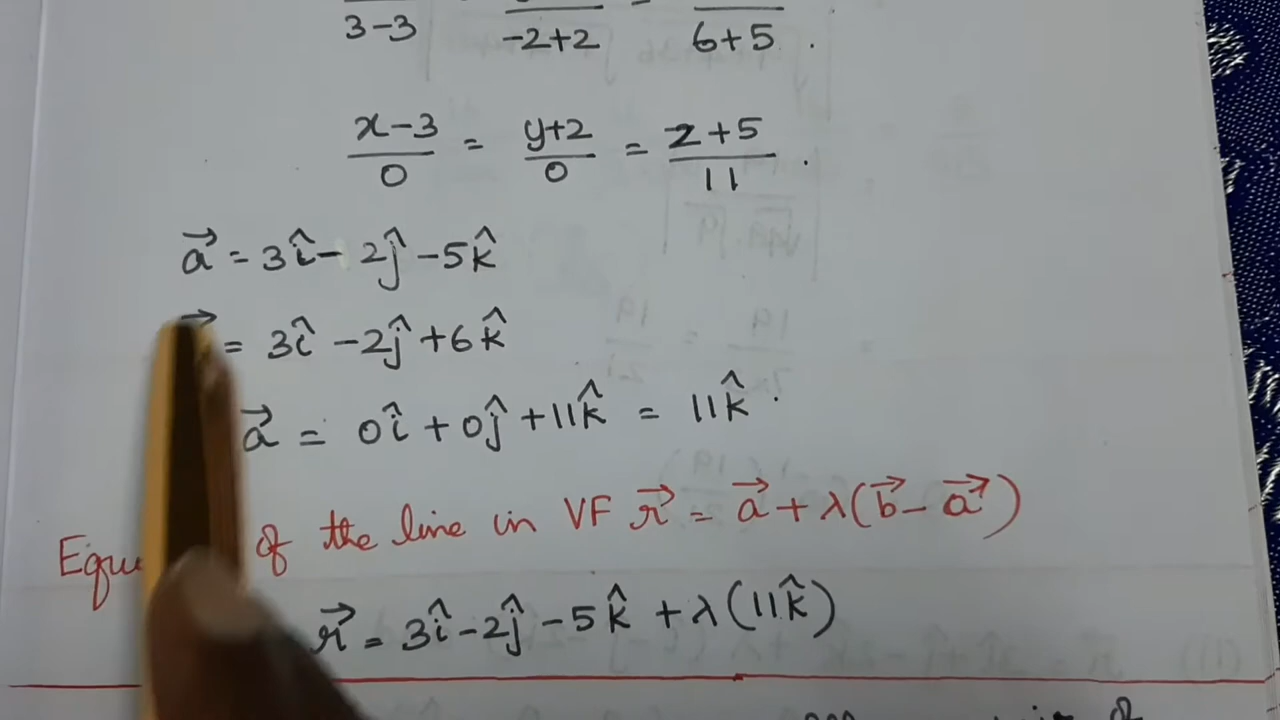 3-3 -2+2 = 6+5 .
x-3/0 = y+2/0 = z+5/11 .
a⃗ = 3î - 2ĵ - 5k̂
= 3î - 2ĵ + 6k̂
a⃗ = 0î + 0ĵ + 11k̂ = 11k̂ .
of the line in VF r⃗ = a⃗ + λ(b⃗ - a⃗)
r⃗ = 3î - 2ĵ - 5k̂ + λ(11k̂)